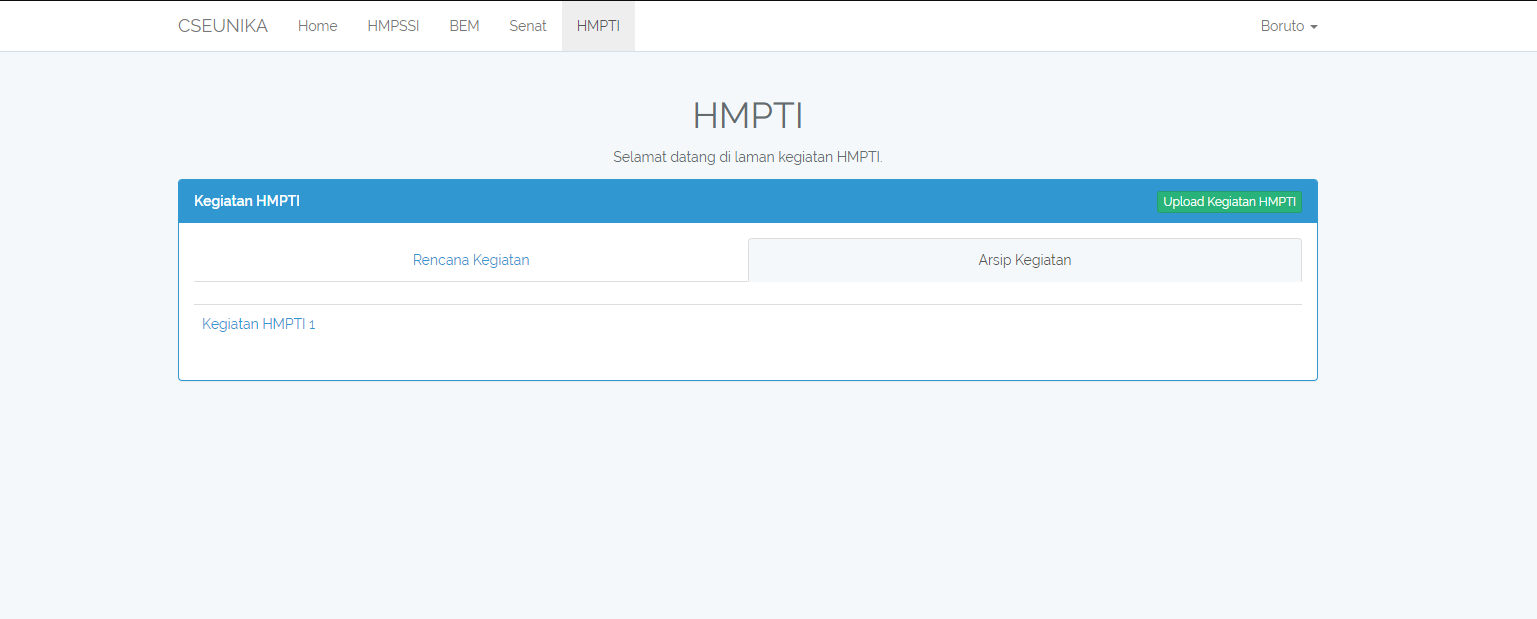 CSEUNIKA Home HMPSSI BEM Senat HMPTI Boruto
HMPTI
Selamat datang di laman kegiatan HMPTI.
Kegiatan HMPTI Upload Kegiatan HMPTI
Rencana Kegiatan Arsip Kegiatan
Kegiatan HMPTI 1